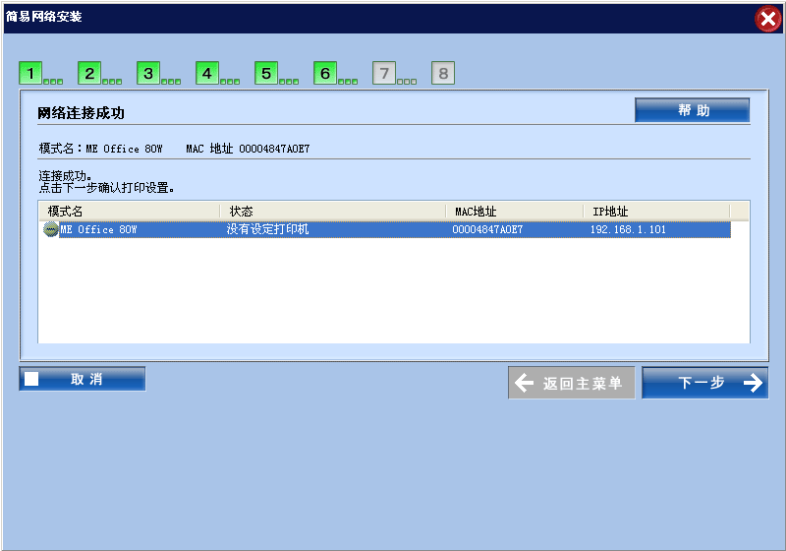 简易网络安装
1 2 3 4 5 6 7 8
网络连接成功
帮助
模式名：ME Office 80W MAC 地址 00004847A0E7
连接成功。
点击下一步确认打印设置。
模式名 状态 MAC地址 IP地址
ME Office 80W 没有设定打印机 00004847A0E7 192.168.1.101
取消 返回主菜单 下一步